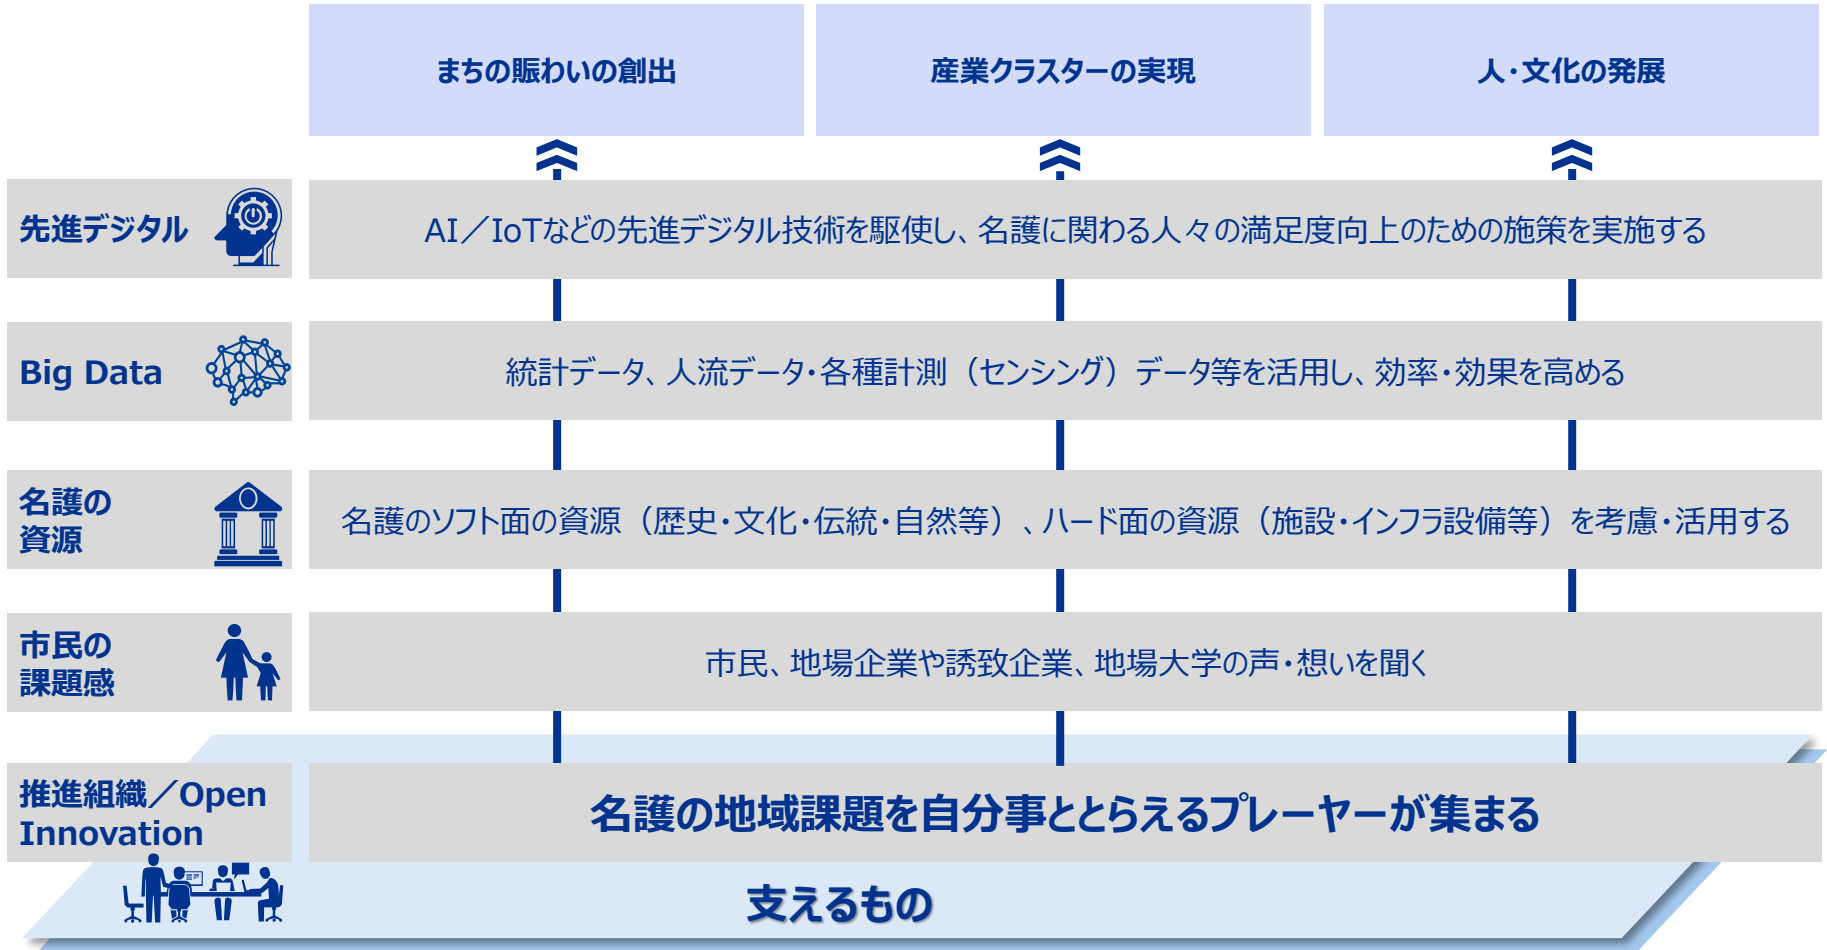 まちの賑わいの創出
産業クラスターの実現
人・文化の発展
先進デジタル
AI／IoTなどの先進デジタル技術を駆使し、名護に関わる人々の満足度向上のための施策を実施する
Big Data
統計データ、人流データ・各種計測（センシング）データ等を活用し、効率・効果を高める
名護の
資源
名護のソフト面の資源（歴史・文化・伝統・自然等）、ハード面の資源（施設・インフラ設備等）を考慮・活用する
市民の
課題感
市民、地場企業や誘致企業、地場大学の声・想いを聞く
推進組織／Open
Innovation
名護の地域課題を自分事ととらえるプレーヤーが集まる
支えるもの